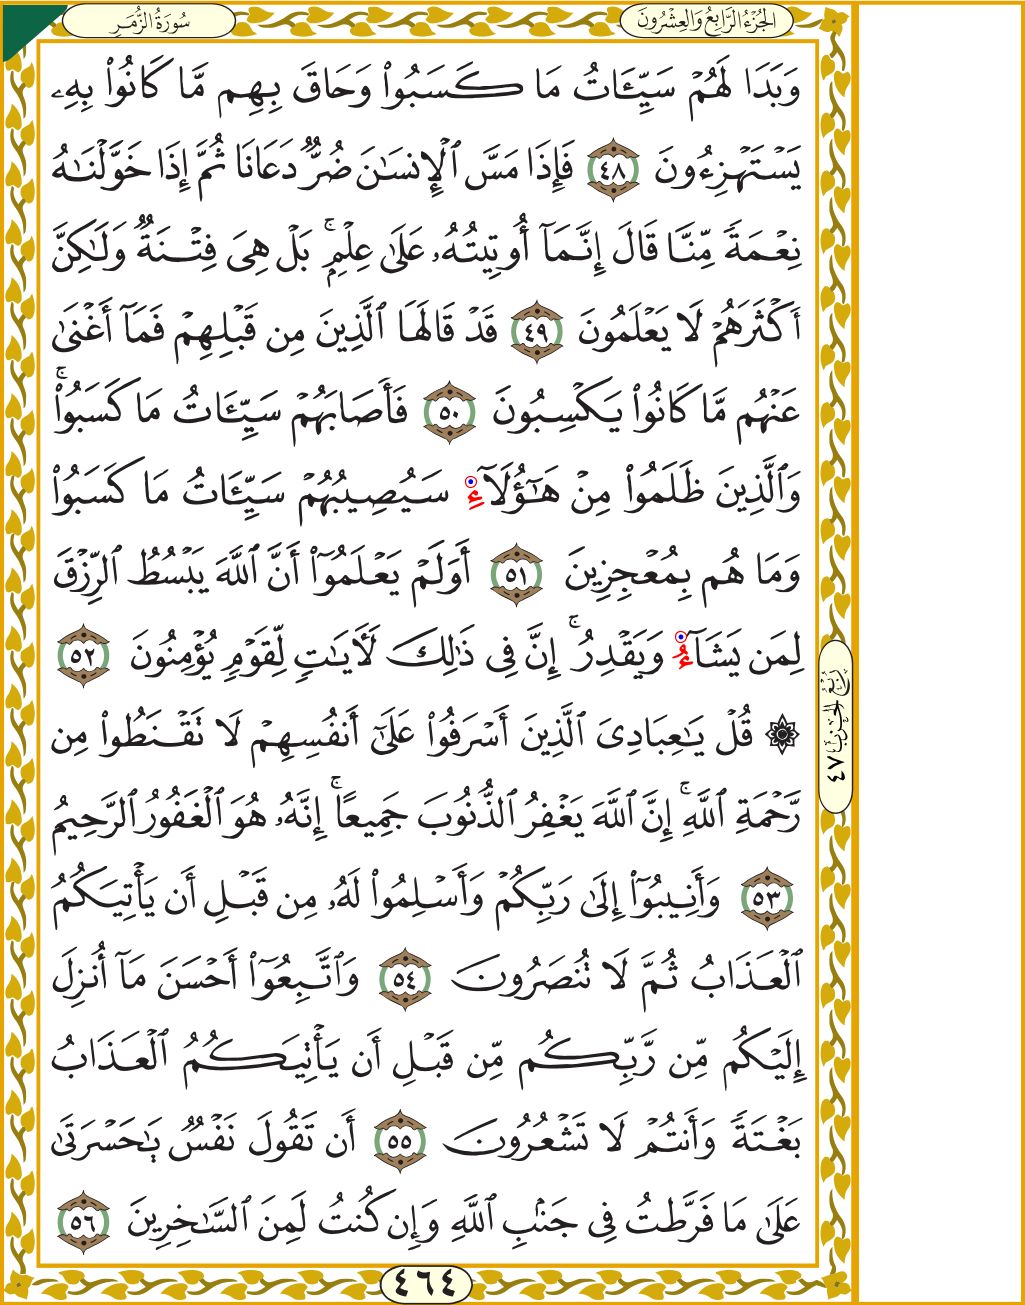 الجُزْءُ الرَّابِعُ وَالعِشْرُونَ
سُورَةُ الزُّمَرِ
وَبَدَا لَهُمۡ سَيِّـَٔاتُ مَا كَسَبُواْ وَحَاقَ بِهِم مَّا كَانُواْ بِهِۦ
يَسۡتَهۡزِءُونَ ٤٨ فَإِذَا مَسَّ ٱلۡإِنسَٰنَ ضُرّٞ دَعَانَا ثُمَّ إِذَا خَوَّلۡنَٰهُ
نِعۡمَةٗ مِّنَّا قَالَ إِنَّمَآ أُوتِيتُهُۥ عَلَىٰ عِلۡمِۭۚ بَلۡ هِيَ فِتۡنَةٞ وَلَٰكِنَّ
أَكۡثَرَهُمۡ لَا يَعۡلَمُونَ ٤٩ قَدۡ قَالَهَا ٱلَّذِينَ مِن قَبۡلِهِمۡ فَمَآ أَغۡنَىٰ
عَنۡهُم مَّا كَانُواْ يَكۡسِبُونَ ٥٠ فَأَصَابَهُمۡ سَيِّـَٔاتُ مَا كَسَبُواْۚ
وَٱلَّذِينَ ظَلَمُواْ مِنۡ هَٰٓؤُلَآءِ سَيُصِيبُهُمۡ سَيِّـَٔاتُ مَا كَسَبُواْ
وَمَا هُم بِمُعۡجِزِينَ ٥١ أَوَلَمۡ يَعۡلَمُوٓاْ أَنَّ ٱللَّهَ يَبۡسُطُ ٱلرِّزۡقَ
لِمَن يَشَآءُ وَيَقۡدِرُۚ إِنَّ فِي ذَٰلِكَ لَأٓيَٰتٖ لِّقَوۡمٖ يُؤۡمِنُونَ ٥٢
۞ قُلۡ يَٰعِبَادِيَ ٱلَّذِينَ أَسۡرَفُواْ عَلَىٰٓ أَنفُسِهِمۡ لَا تَقۡنَطُواْ مِن
رَّحۡمَةِ ٱللَّهِۚ إِنَّ ٱللَّهَ يَغۡفِرُ ٱلذُّنُوبَ جَمِيعًاۚ إِنَّهُۥ هُوَ ٱلۡغَفُورُ ٱلرَّحِيمُ
٥٣ وَأَنِيبُوٓاْ إِلَىٰ رَبِّكُمۡ وَأَسۡلِمُواْ لَهُۥ مِن قَبۡلِ أَن يَأۡتِيَكُمُ
ٱلۡعَذَابُ ثُمَّ لَا تُنصَرُونَ ٥٤ وَٱتَّبِعُوٓاْ أَحۡسَنَ مَآ أُنزِلَ
إِلَيۡكُم مِّن رَّبِّكُم مِّن قَبۡلِ أَن يَأۡتِيَكُمُ ٱلۡعَذَابُ
بَغۡتَةٗ وَأَنتُمۡ لَا تَشۡعُرُونَ ٥٥ أَن تَقُولَ نَفۡسٞ يَٰحَسۡرَتَىٰ
عَلَىٰ مَا فَرَّطتُ فِي جَنۢبِ ٱللَّهِ وَإِن كُنتُ لَمِنَ ٱلسَّٰخِرِينَ ٥٦
رُبْعُ الحِزْبِ ٤٧
٤٦٤